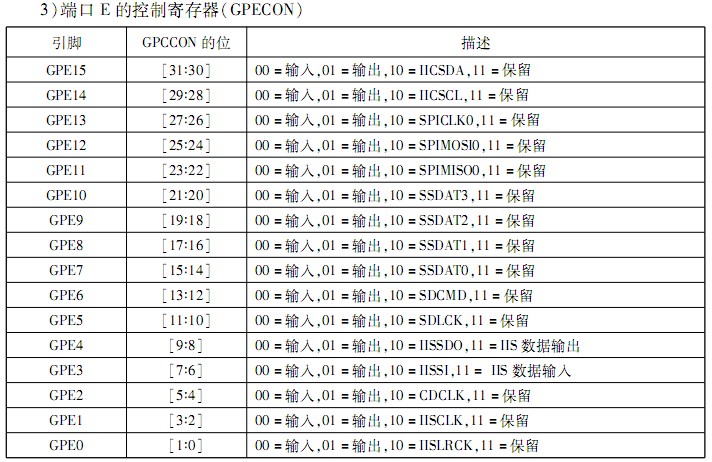 3)端口 E 的控制寄存器(GPECON)
引脚 GPCCON 的位 描述
GPE15 [31:30] 00=输入,01=输出,10=IICSDA,11=保留
GPE14 [29:28] 00=输入,01=输出,10=IICSCL,11=保留
GPE13 [27:26] 00=输入,01=输出,10=SPICLK0,11=保留
GPE12 [25:24] 00=输入,01=输出,10=SPIMOSI0,11=保留
GPE11 [23:22] 00=输入,01=输出,10=SPIMISO0,11=保留
GPE10 [21:20] 00=输入,01=输出,10=SSDAT3,11=保留
GPE9 [19:18] 00=输入,01=输出,10=SSDAT2,11=保留
GPE8 [17:16] 00=输入,01=输出,10=SSDAT1,11=保留
GPE7 [15:14] 00=输入,01=输出,10=SSDAT0,11=保留
GPE6 [13:12] 00=输入,01=输出,10=SDCMD,11=保留
GPE5 [11:10] 00=输入,01=输出,10=SDLCK,11=保留
GPE4 [9:8] 00=输入,01=输出,10=IISSDO,11=IIS 数据输出
GPE3 [7:6] 00=输入,01=输出,10=IISSI,11= IIS 数据输入
GPE2 [5:4] 00=输入,01=输出,10=CDCLK,11=保留
GPE1 [3:2] 00=输入,01=输出,10=IISCLK,11=保留
GPE0 [1:0] 00=输入,01=输出,10=IISLRCK,11=保留